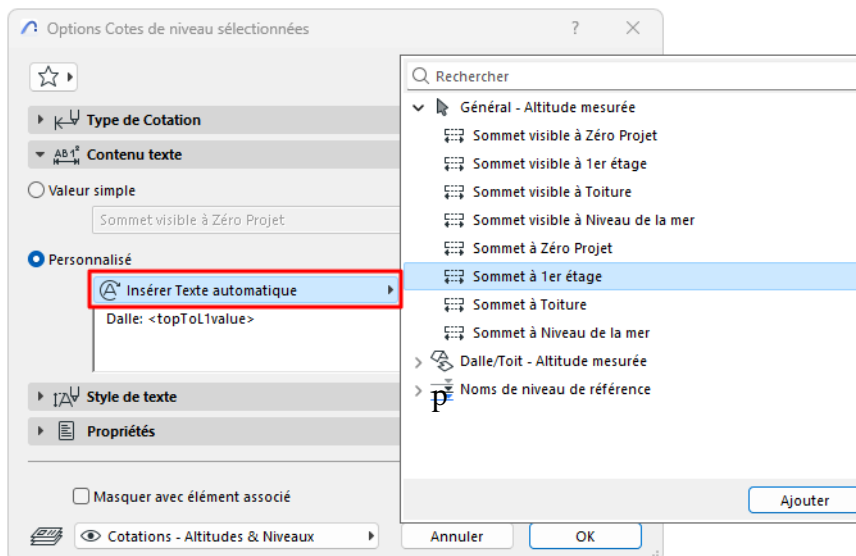 Options Cotes de niveau sélectionnées
?
Type de Cotation
Contenu texte
Valeur simple
Sommet visible à Zéro Projet
Personnalisé
Insérer Texte automatique
Dalle: <topToL1value>
Style de texte
Propriétés
Masquer avec élément associé
Cotations - Altitudes & Niveaux
Annuler
OK
Rechercher
Général - Altitude mesurée
Sommet visible à Zéro Projet
Sommet visible à 1er étage
Sommet visible à Toiture
Sommet visible à Niveau de la mer
Sommet à Zéro Projet
Sommet à 1er étage
Sommet à Toiture
Sommet à Niveau de la mer
Dalle/Toit - Altitude mesurée
Noms de niveau de référence
p
Ajouter